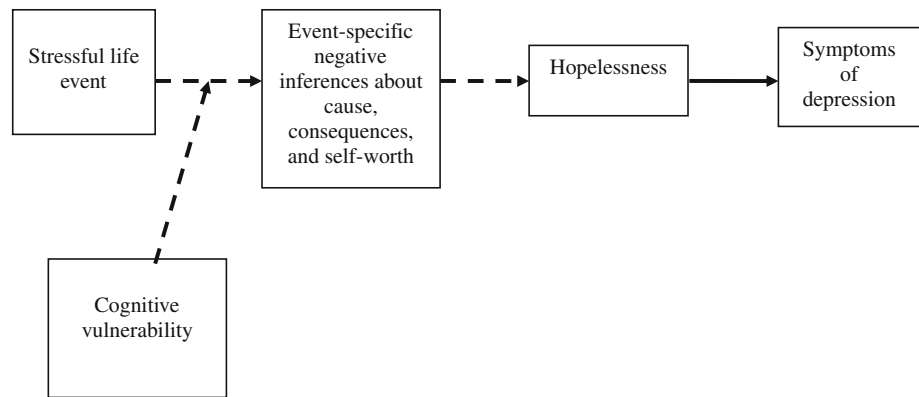 Stressful life
event
Event-specific
negative
inferences about
cause,
consequences,
and self-worth
Hopelessness
Symptoms
of
depression
Cognitive
vulnerability